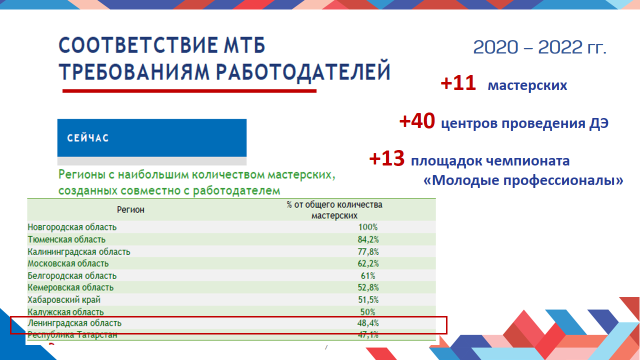 СООТВЕТСТВИЕ МТБ
ТРЕБОВАНИЯМ РАБОТОДАТЕЛЕЙ
2020 – 2022 гг.
+11 мастерских
+40 центров проведения ДЭ
+13 площадок чемпионата
«Молодые профессионалы»
СЕЙЧАС
Регионы с наибольшим количеством мастерских,
созданных совместно с работодателем
Регион % от общего количества
мастерских
Новгородская область 100%
Тюменская область 84,2%
Калининградская область 77,8%
Московская область 62,2%
Белгородская область 61%
Кемеровская область 52,8%
Хабаровский край 51,5%
Калужская область 50%
Ленинградская область 48,4%
Республика Татарстан 47,1%